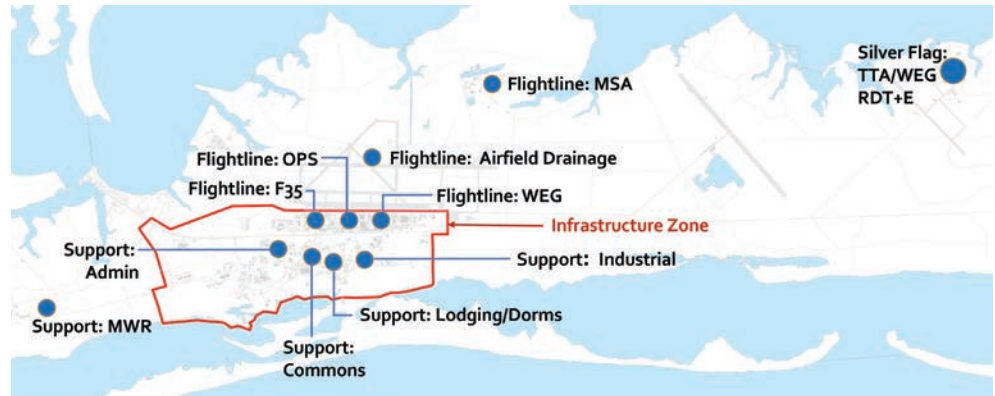 Silver Flag:
TTA/WEG
RDT+E
Flightline: MSA
Flightline: OPS
Flightline: Airfield Drainage
Flightline: F35
Flightline: WEG
Infrastructure Zone
Support:
Admin
Support: Industrial
Support: Lodging/Dorms
Support: MWR
Support:
Commons